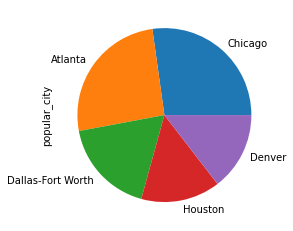 Chicago
Atlanta
popular_city
Dallas-Fort Worth
Houston
Denver